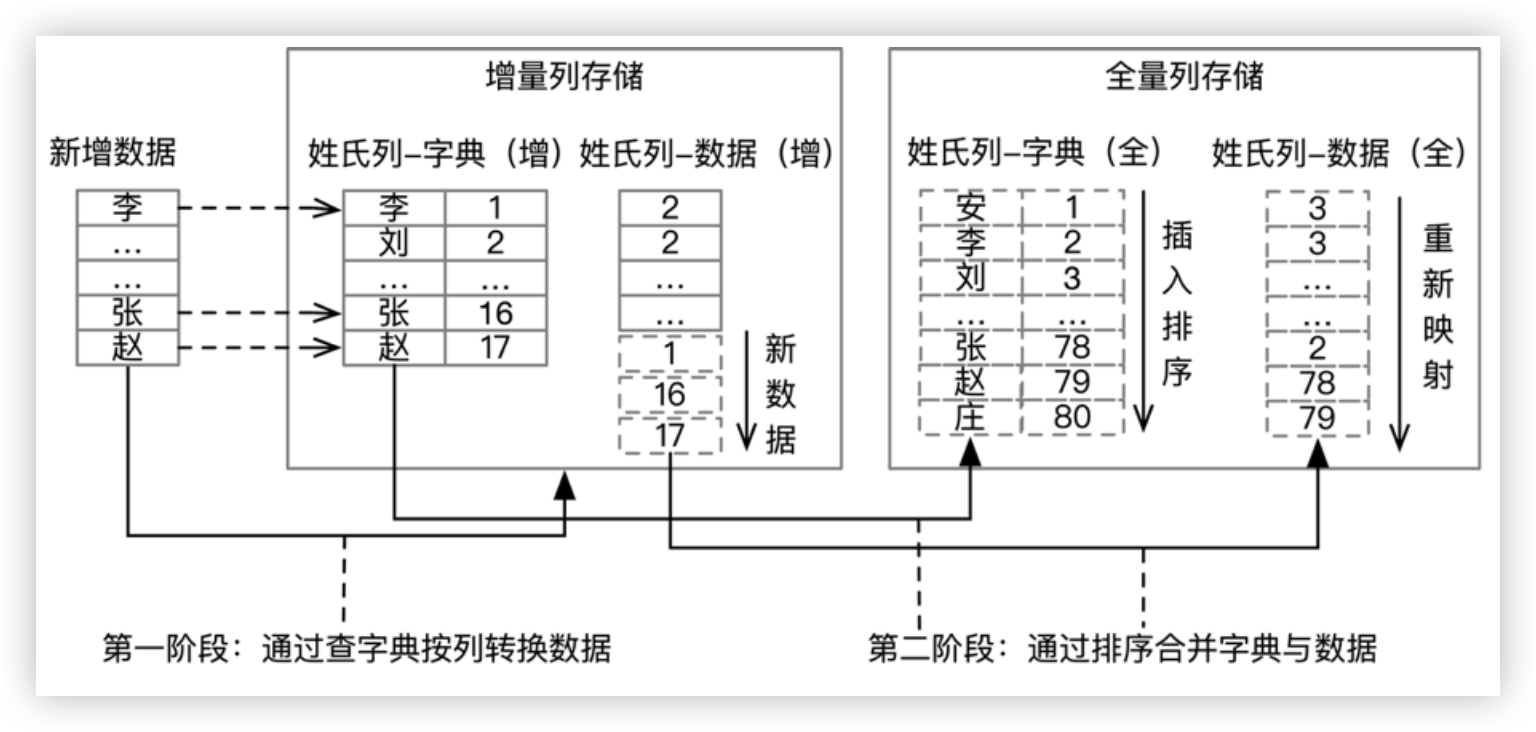 增量列存储
全量列存储
新增数据
姓氏列–字典（增）
姓氏列–数据（增）
姓氏列–字典（全）
姓氏列–数据（全）
李
...
...
张
赵
李 1
刘 2
... ...
张 16
赵 17
2
2
...
...
1
16
17
新数据
安 1
李 2
刘 3
... ...
张 78
赵 79
庄 80
插入排序
3
3
...
...
2
78
79
重新映射
第一阶段：通过查字典按列转换数据
第二阶段：通过排序合并字典与数据